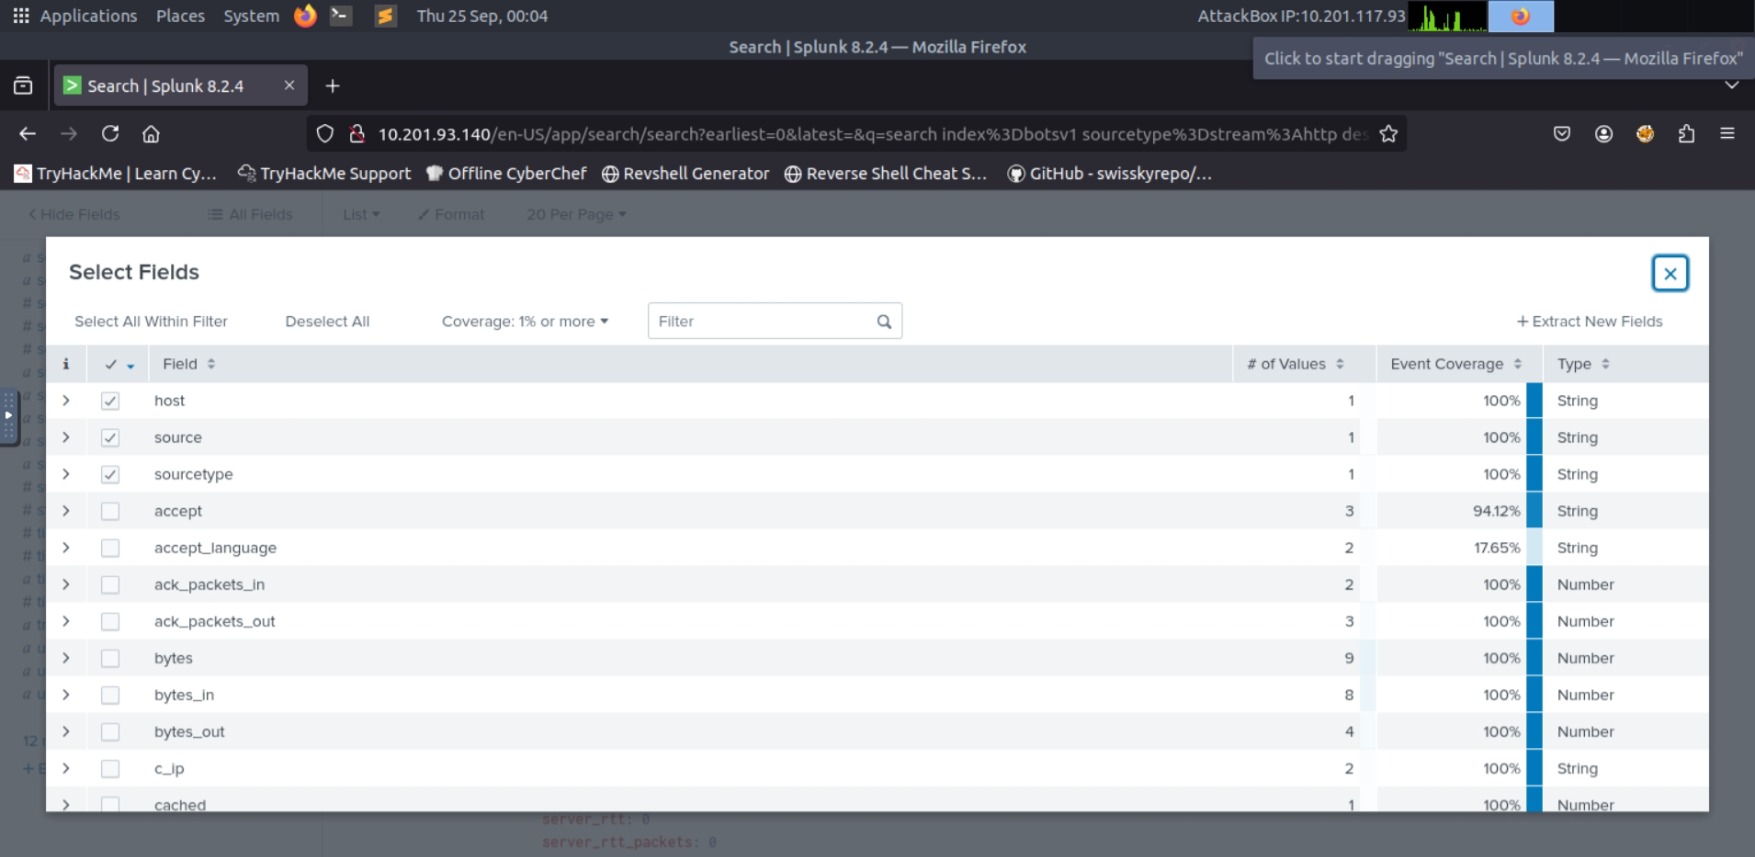 Applications Places System Thu 25 Sep, 00:04 AttackBox IP:10.201.117.93
Search | Splunk 8.2.4 — Mozilla Firefox
Click to start dragging "Search | Splunk 8.2.4 — Mozilla Firefox"
Search | Splunk 8.2.4
10.201.93.140/en-US/app/search/search?earliest=0&latest=&q=search index%3Dbotsv1 sourcetype%3Dstream%3Ahttp des
TryHackMe | Learn Cy... TryHackMe Support Offline CyberChef Revshell Generator Reverse Shell Cheat S... GitHub - swisskyrepo/...
Hide Fields All Fields List Format 20 Per Page
Select Fields
Select All Within Filter Deselect All Coverage: 1% or more Filter + Extract New Fields
i Field # of Values Event Coverage Type
host 1 100% String
source 1 100% String
sourcetype 1 100% String
accept 3 94.12% String
accept_language 2 17.65% String
ack_packets_in 2 100% Number
ack_packets_out 3 100% Number
bytes 9 100% Number
bytes_in 8 100% Number
bytes_out 4 100% Number
c_ip 2 100% String
cached 1 100% Number
server_rtt: 0
server_rtt_packets: 0